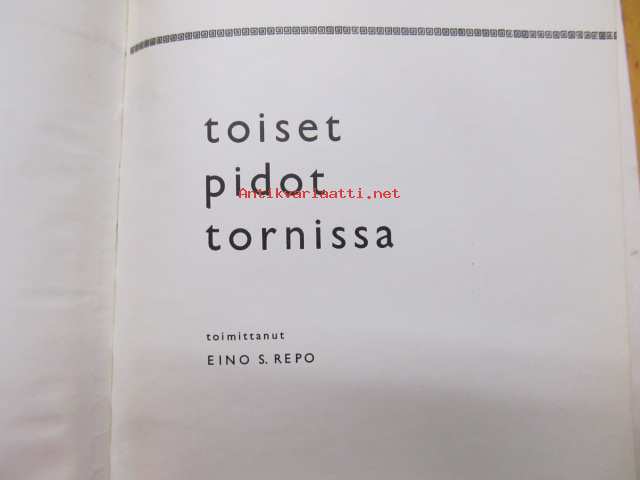 toiset
pidot
Antikvariaatti.net
tornissa
toimittanut
EINO S. REPO